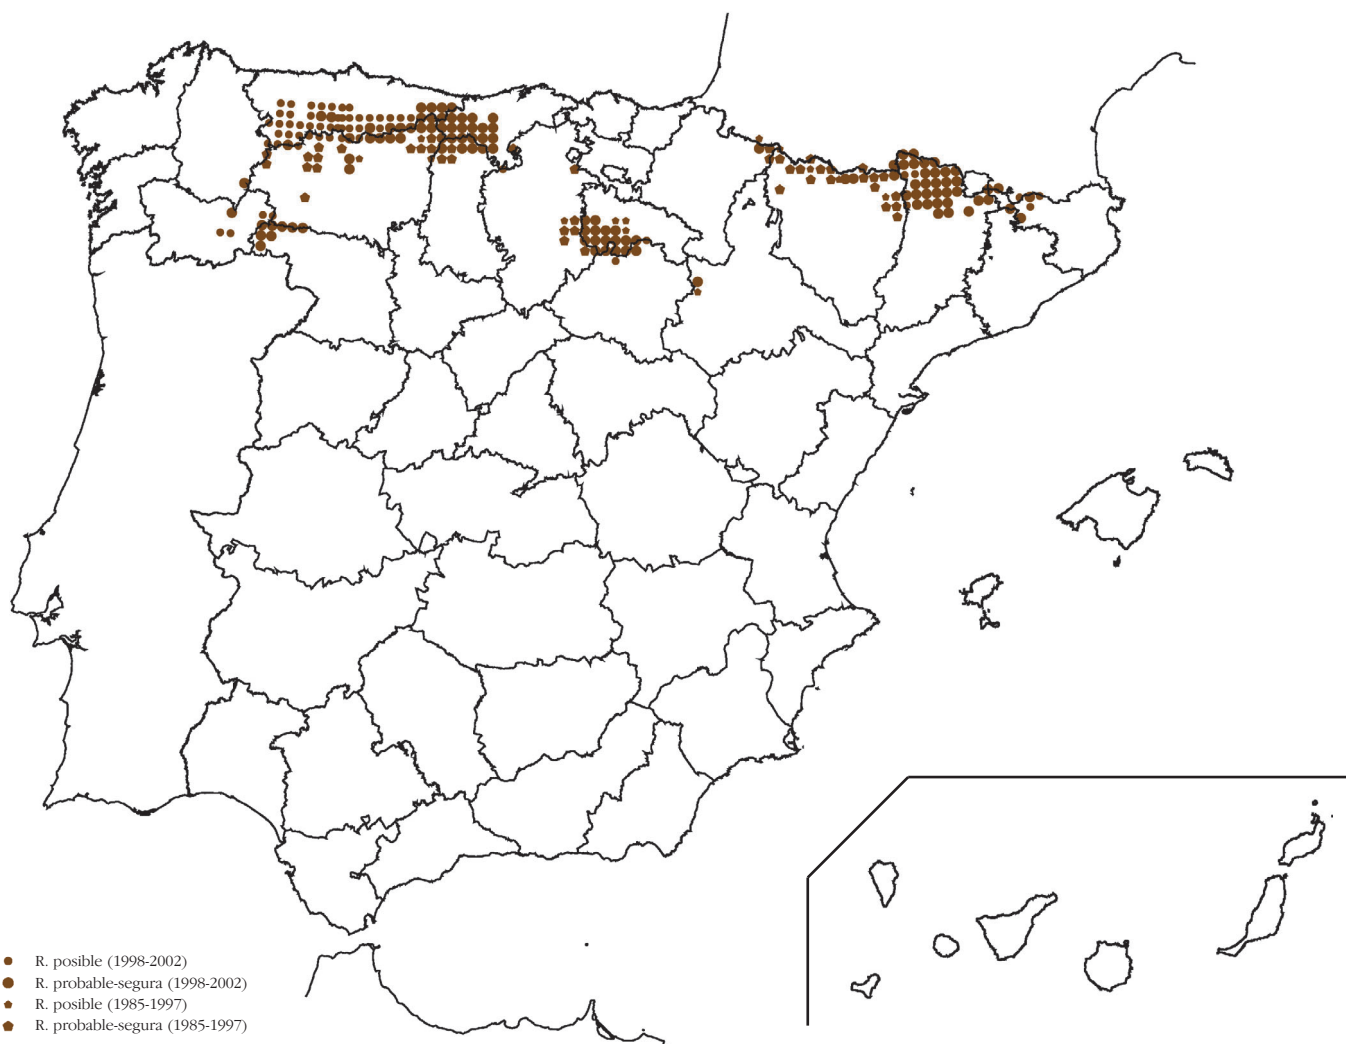 R. posible (1998-2002)
R. probable-segura (1998-2002)
R. posible (1985-1997)
R. probable-segura (1985-1997)